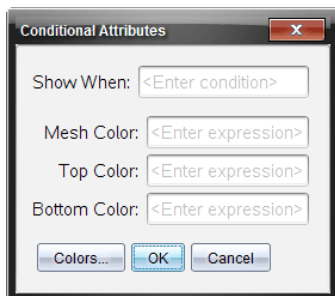 Conditional Attributes
Show When: <Enter condition>
Mesh Color: <Enter expression>
Top Color: <Enter expression>
Bottom Color: <Enter expression>
Colors... OK Cancel